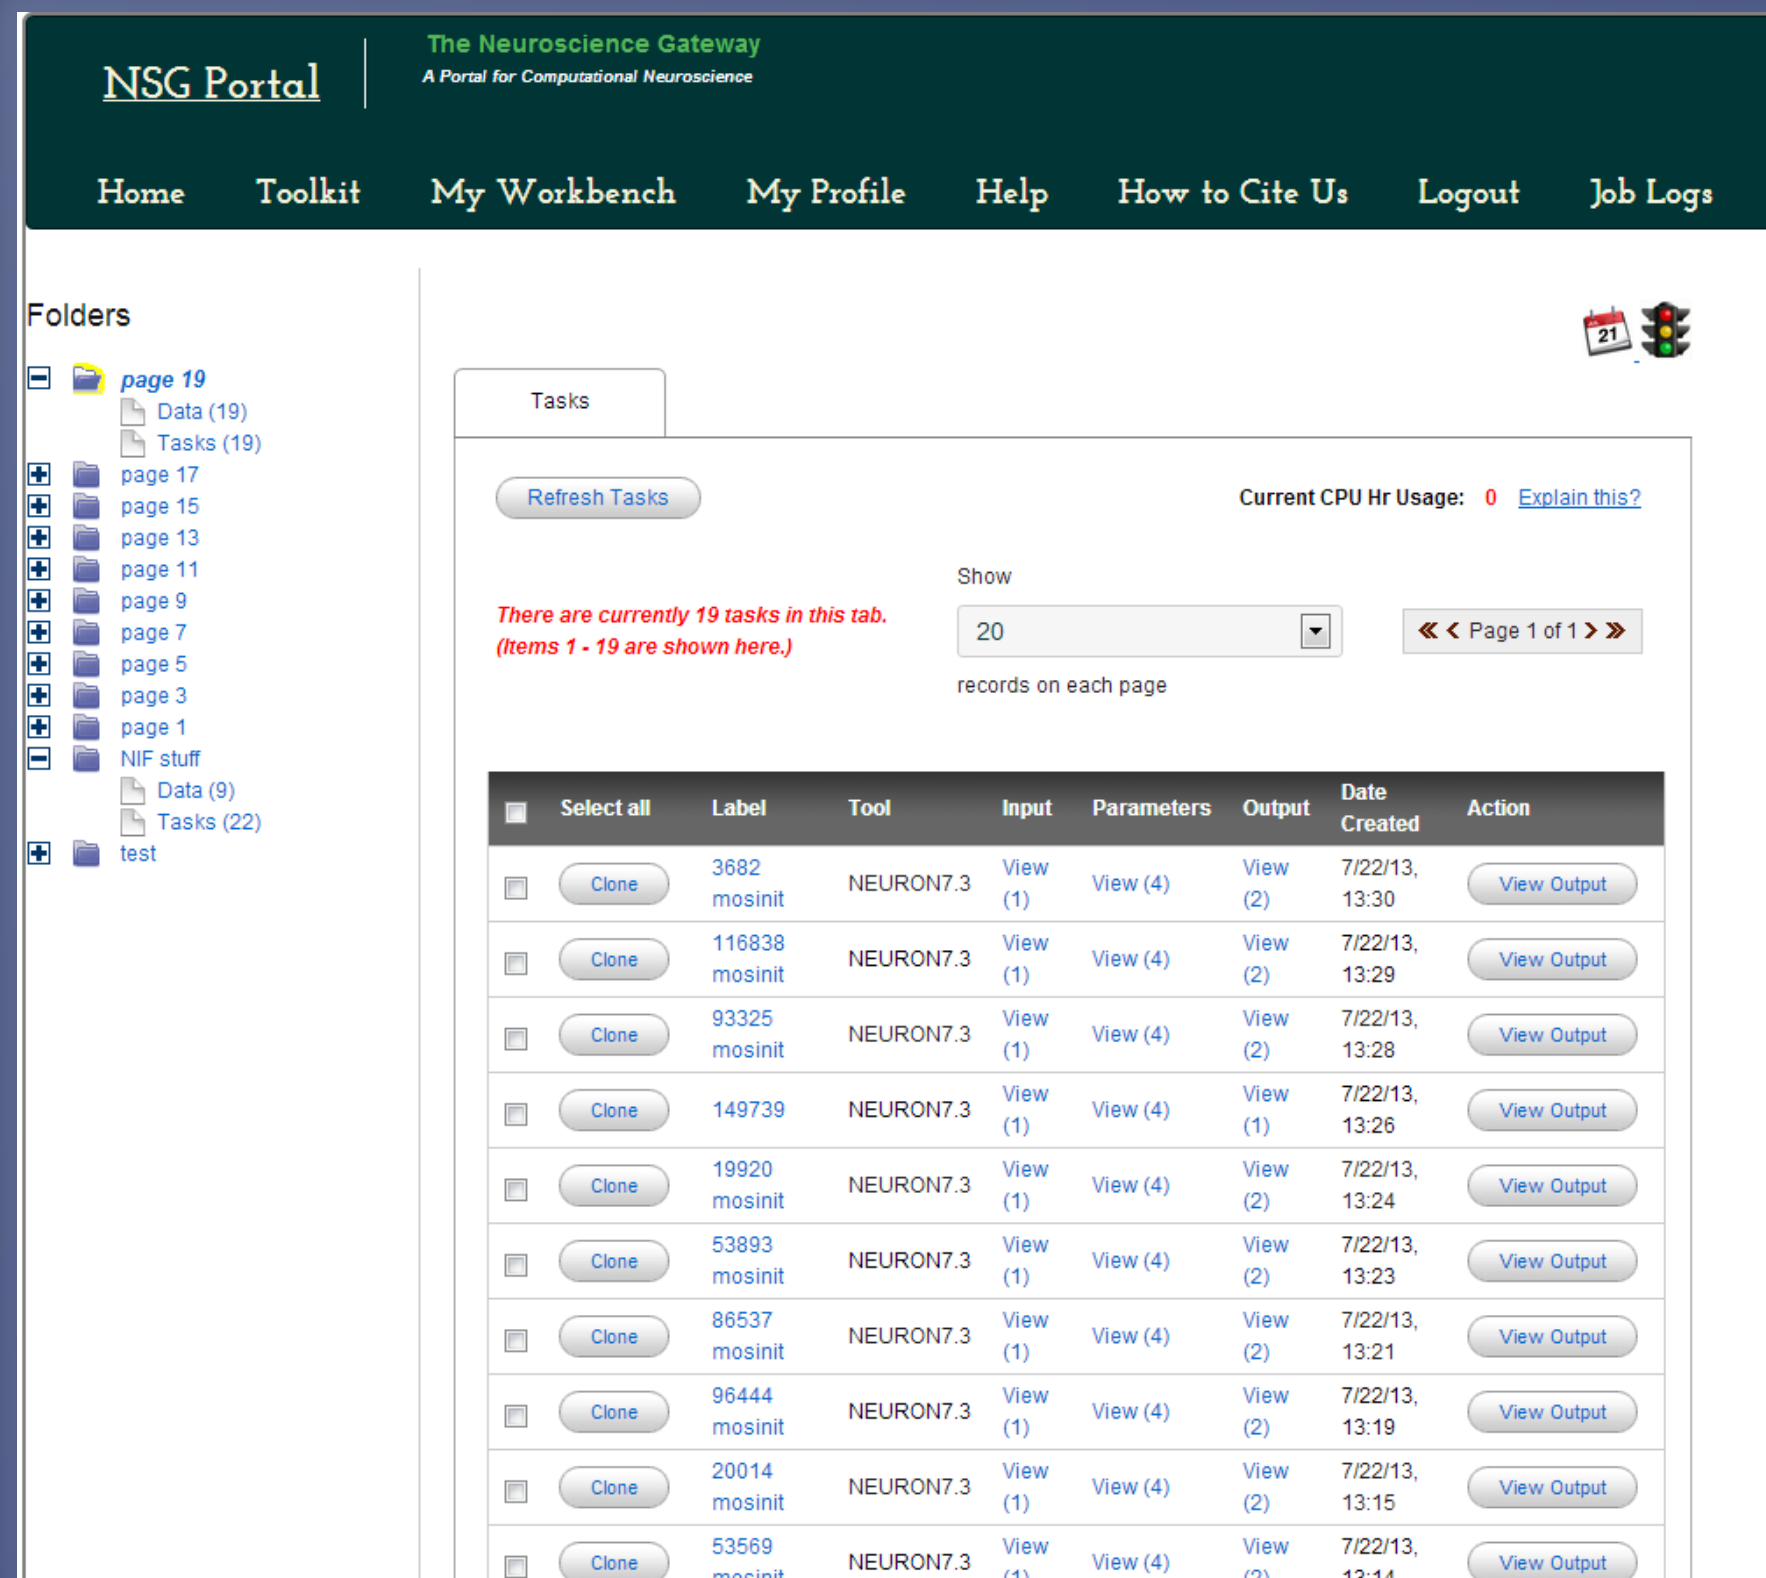 NSG Portal
The Neuroscience Gateway
A Portal for Computational Neuroscience
Home Toolkit My Workbench My Profile Help How to Cite Us Logout Job Logs
Folders
page 19
Data (19)
Tasks (19)
page 17
page 15
page 13
page 11
page 9
page 7
page 5
page 3
page 1
NIF stuff
Data (9)
Tasks (22)
test
21
Tasks
Refresh Tasks
Current CPU Hr Usage: 0 Explain this?
There are currently 19 tasks in this tab.
(Items 1 - 19 are shown here.)
Show
20
records on each page
Page 1 of 1
Select all Label Tool Input Parameters Output Date Created Action
Clone 3682 mosinit NEURON7.3 View (1) View (4) View (2) 7/22/13, 13:30 View Output
Clone 116838 mosinit NEURON7.3 View (1) View (4) View (2) 7/22/13, 13:29 View Output
Clone 93325 mosinit NEURON7.3 View (1) View (4) View (2) 7/22/13, 13:28 View Output
Clone 149739 NEURON7.3 View (1) View (4) View (1) 7/22/13, 13:26 View Output
Clone 19920 mosinit NEURON7.3 View (1) View (4) View (2) 7/22/13, 13:24 View Output
Clone 53893 mosinit NEURON7.3 View (1) View (4) View (2) 7/22/13, 13:23 View Output
Clone 86537 mosinit NEURON7.3 View (1) View (4) View (2) 7/22/13, 13:21 View Output
Clone 96444 mosinit NEURON7.3 View (1) View (4) View (2) 7/22/13, 13:19 View Output
Clone 20014 mosinit NEURON7.3 View (1) View (4) View (2) 7/22/13, 13:15 View Output
Clone 53569 mosinit NEURON7.3 View (1) View (4) View (2) 7/22/13, 13:14 View Output